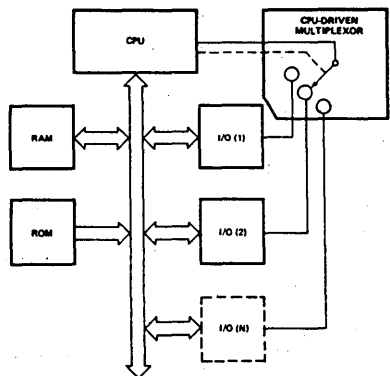 CPU
CPU-DRIVEN
MULTIPLEXOR
RAM
I/O (1)
ROM
I/O (2)
I/O (N)